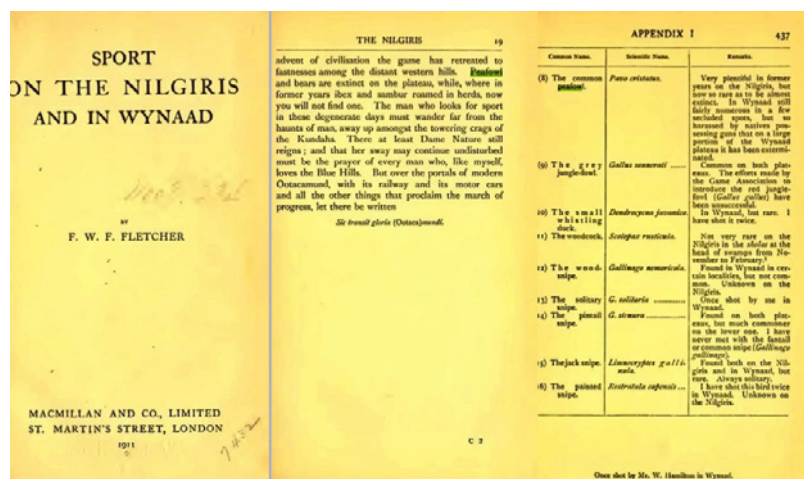 SPORT
ON THE NILGIRIS
AND IN WYNAAD
BY
F. W. F. FLETCHER
MACMILLAN AND CO., LIMITED
ST. MARTIN'S STREET, LONDON
1911
7432
THE NILGIRIS 19
advent of civilisation the game has retreated to
fastnesses among the distant western hills. Peafowl
and bears are extinct on the plateau, while, where in
former years ibex and sambur roamed in herds, now
you will not find one. The man who looks for sport
in these degenerate days must wander far from the
haunts of man, away up amongst the towering crags of
the Kundahs. There at least Dame Nature still
reigns; and that her sway may continue undisturbed
must be the prayer of every man who, like myself,
loves the Blue Hills. But over the portals of modern
Ootacamund, with its railway and its motor cars
and all the other things that proclaim the march of
progress, let there be written
Sic transit gloria (Ootaca)mundi.
C 2
APPENDIX I 437
Common Name. Scientific Name. Remarks.
(8) The common peafowl. Pavo cristatus. Very plentiful in former
years on the Nilgiris, but
now so rare as to be almost
extinct. In Wynaad still
fairly numerous in a few
secluded spots, but so
harassed by natives pos-
sessing guns that on a large
portion of the Wynaad
plateau it has been extermi-
nated.
(9) The grey jungle-fowl. Gallus sonnerati ...... Common on both plat-
eaux. The efforts made by
the Game Association to
introduce the red jungle-
fowl (Gallus gallus) have
been unsuccessful.
10) The small whistling duck. Dendrocycna javanica. In Wynaad, but rare. I
have shot it twice.
11) The woodcock. Scolopax rusticula. Not very rare on the
Nilgiris in the sholas at the
head of swamps from No-
vember to February.
12) The wood-snipe. Gallinago nemoricola. Found in Wynaad in cer-
tain localities, but not com-
mon. Unknown on the
Nilgiris.
13) The solitary snipe. G. solitaria ............ Once shot by me in
Wynaad.
14) The pintail snipe. G. stenura ............ Found on both plat-
eaux, but much commoner
on the lower one. I have
never met with the fantail
or common snipe (Gallinago
gallinago).
15) The jack snipe. Limnocryptes galli-
nula. Found both on the Nil-
giris and in Wynaad, but
rare. Always solitary.
16) The painted snipe. Rostratula capensis ... I have shot this bird twice
in Wynaad. Unknown on
the Nilgiris.
Once shot by Mr. W. Hamilton in Wynaad.